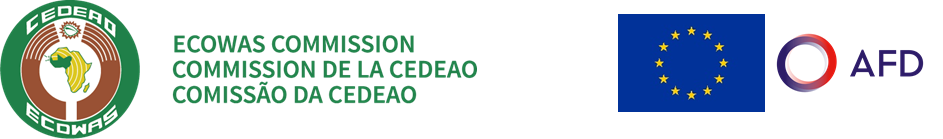 CEDEAO
ECOWAS
ECOWAS COMMISSION
COMMISSION DE LA CEDEAO
COMISSÃO DA CEDEAO
AFD